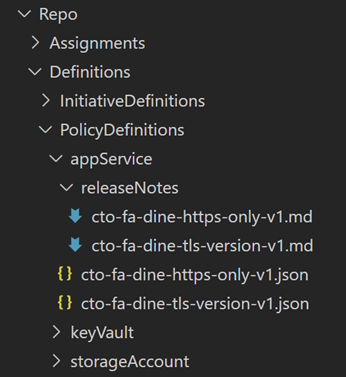 Repo
Assignments
Definitions
InitiativeDefinitions
PolicyDefinitions
appService
releaseNotes
cto-fa-dine-https-only-v1.md
cto-fa-dine-tls-version-v1.md
{} cto-fa-dine-https-only-v1.json
{} cto-fa-dine-tls-version-v1.json
keyVault
storageAccount